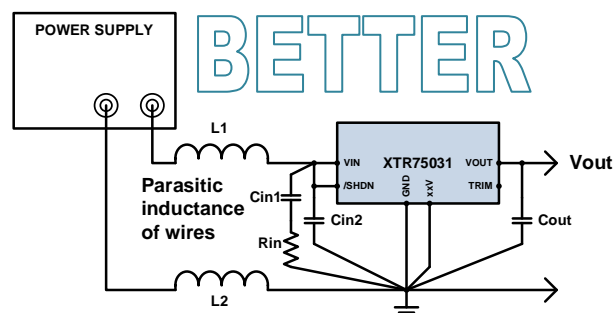 POWER SUPPLY
BETTER
L1
VIN
XTR75031
VOUT
Vout
/SHDN
GND
xxV
TRIM
Parasitic
inductance
of wires
Cin1
Cin2
Cout
Rin
L2